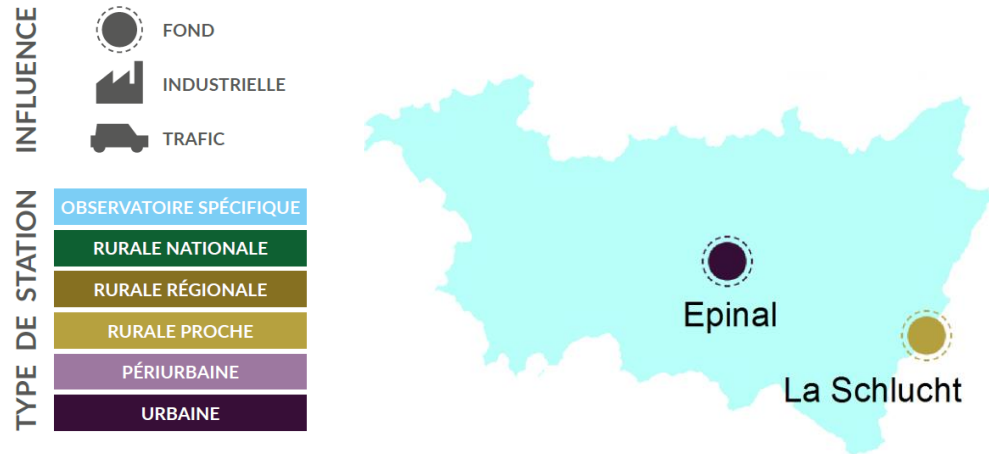 INFLUENCE
FOND
INDUSTRIELLE
TRAFIC
TYPE DE STATION
OBSERVATOIRE SPÉCIFIQUE
RURALE NATIONALE
RURALE RÉGIONALE
RURALE PROCHE
PÉRIURBAINE
URBAINE
Epinal
La Schlucht